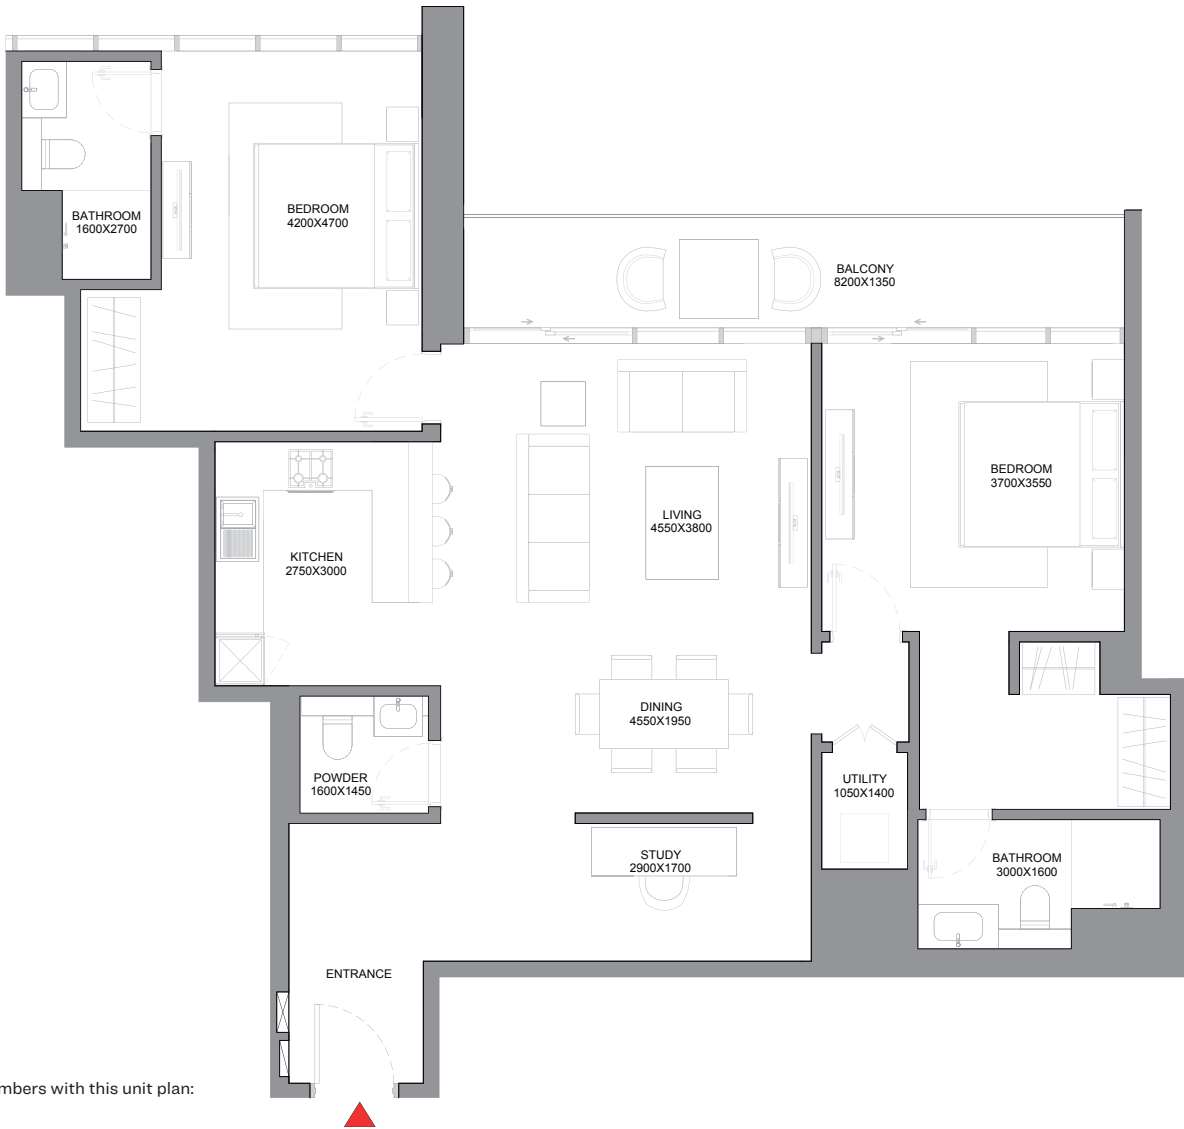 BATHROOM
1600X2700
BEDROOM
4200X4700
BALCONY
8200X1350
BEDROOM
3700X3550
LIVING
4550X3800
KITCHEN
2750X3000
DINING
4550X1950
POWDER
1600X1450
UTILITY
1050X1400
STUDY
2900X1700
BATHROOM
3000X1600
ENTRANCE
with this unit plan: